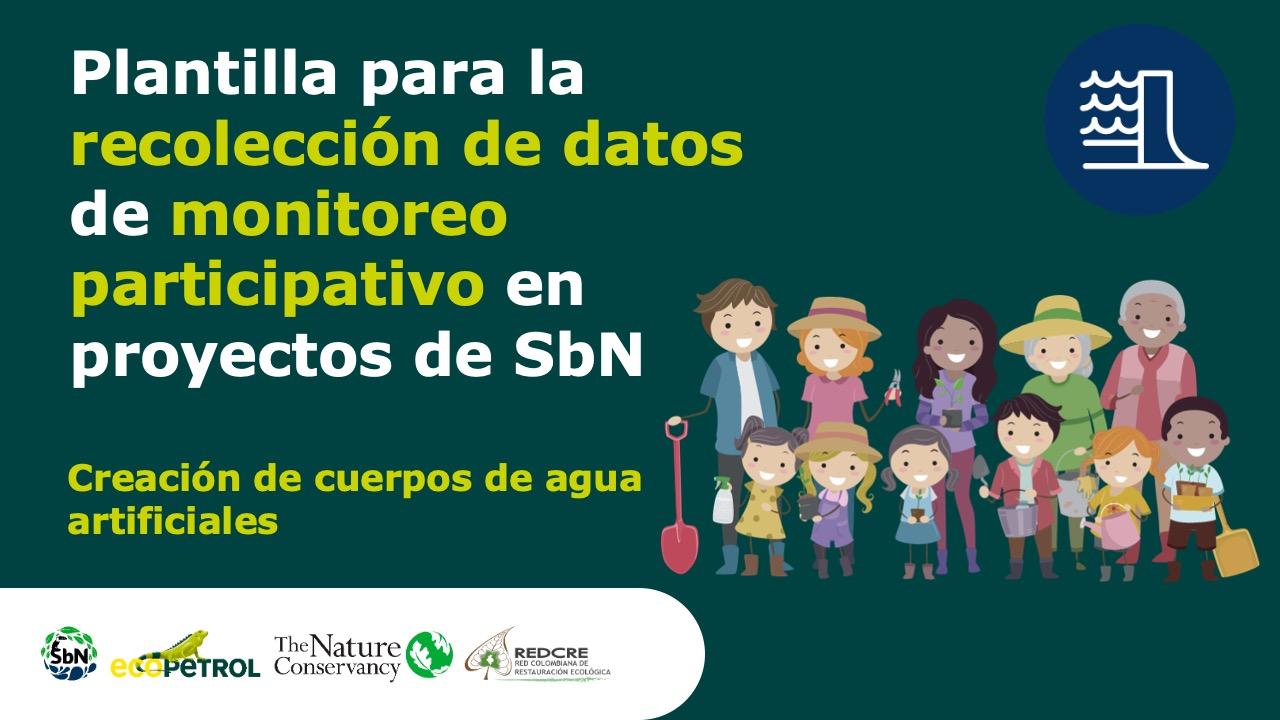 Plantilla para la
recolección de datos
de monitoreo
participativo en
proyectos de SbN
Creación de cuerpos de agua
artificiales
SbN
ecopetrol
The Nature
Conservancy
REDCRE
RED COLOMBIANA DE
RESTAURACIÓN ECOLÓGICA